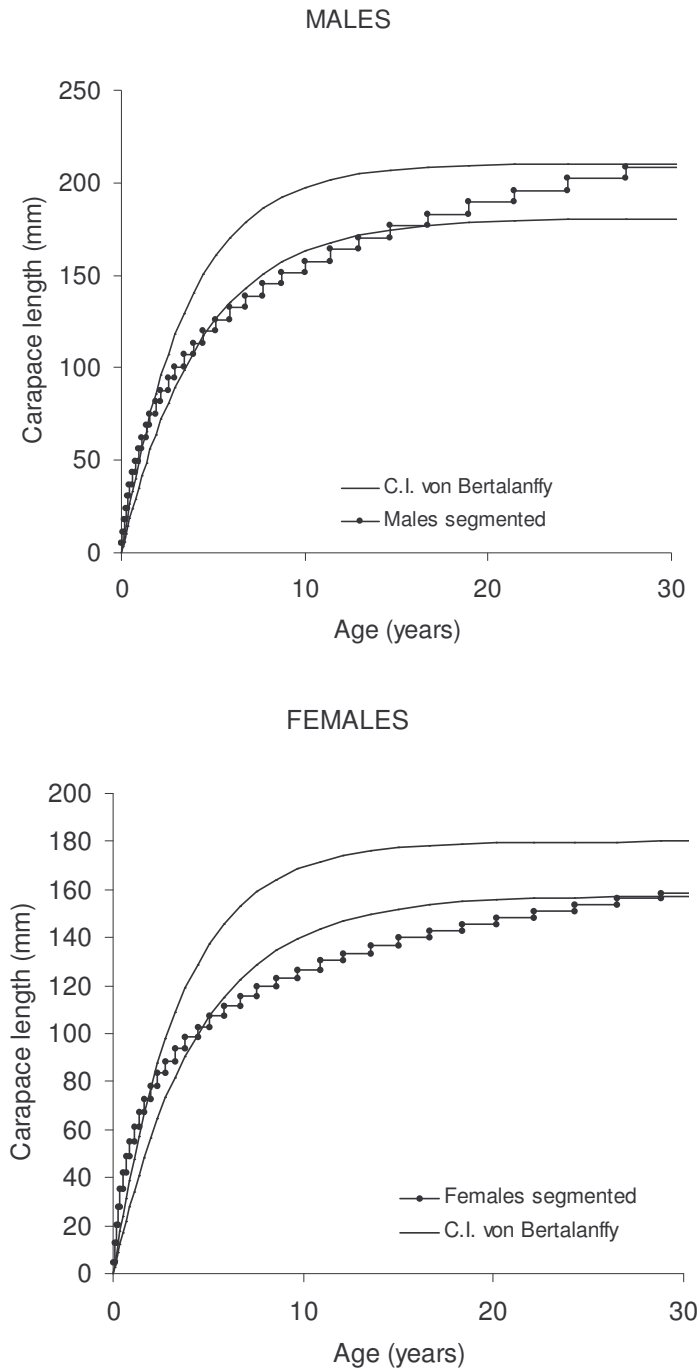 MALES
250
200
150
100
50
0
Carapace length (mm)
C.I. von Bertalanffy
Males segmented
0 10 20 30
Age (years)
FEMALES
200
180
160
140
120
100
80
60
40
20
0
Carapace length (mm)
Females segmented
C.I. von Bertalanffy
0 10 20 30
Age (years)